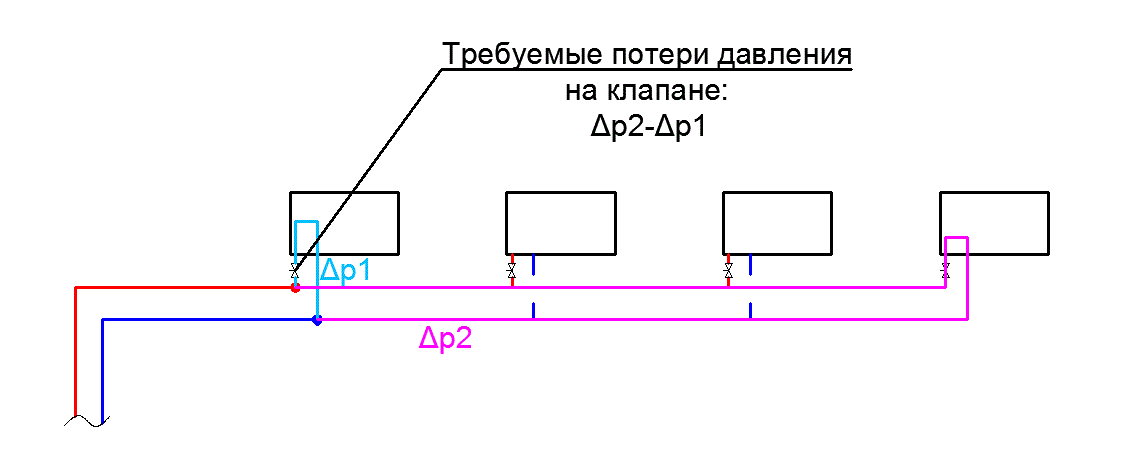 Требуемые потери давления
на клапане:
Δp2-Δp1
Δp1
Δp2